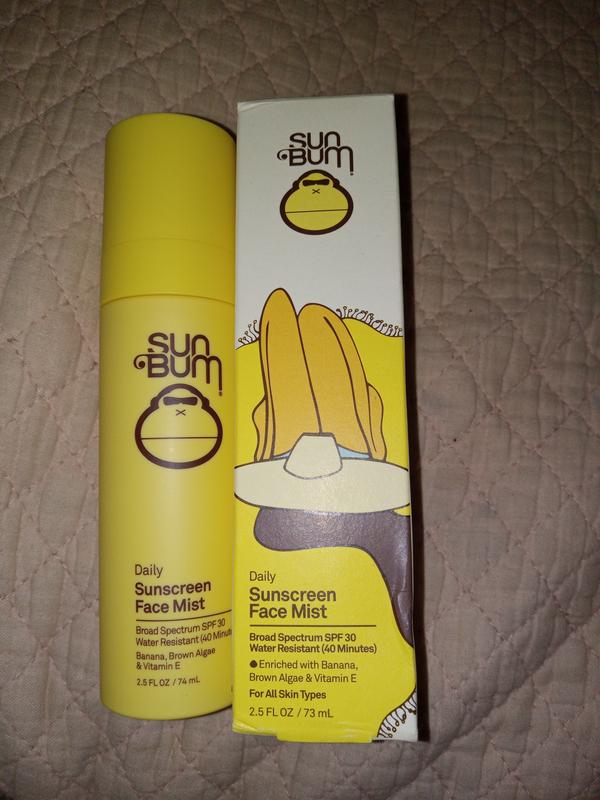 SUN
BUM
Daily
Sunscreen
Face Mist
Broad Spectrum SPF 30
Water Resistant (40 Minute
Banana, Brown Algae
& Vitamin E
2.5 FL OZ / 74 mL
SUN
BUM
Daily
Sunscreen
Face Mist
Broad Spectrum SPF 30
Water Resistant (40 Minutes)
Enriched with Banana,
Brown Algae & Vitamin E
For All Skin Types
2.5 FL OZ / 73 mL